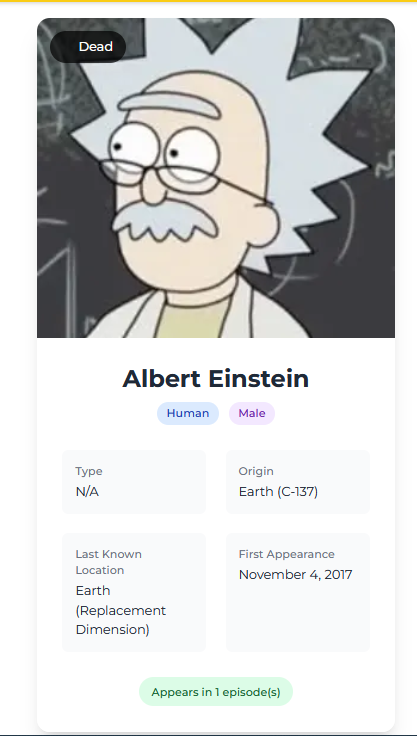 Dead
Albert Einstein
Human Male
Type
N/A
Origin
Earth (C-137)
Last Known
Location
Earth
(Replacement
Dimension)
First Appearance
November 4, 2017
Appears in 1 episode(s)